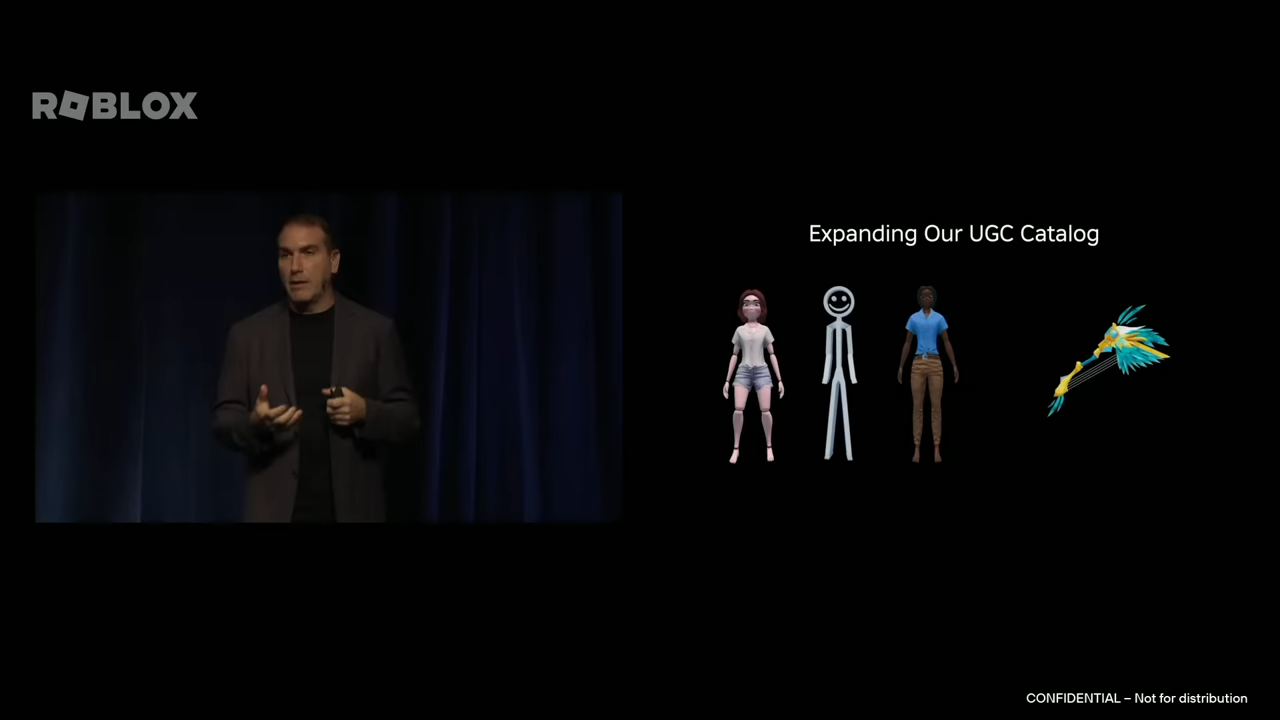 ROBLOX
Expanding Our UGC Catalog
CONFIDENTIAL – Not for distribution